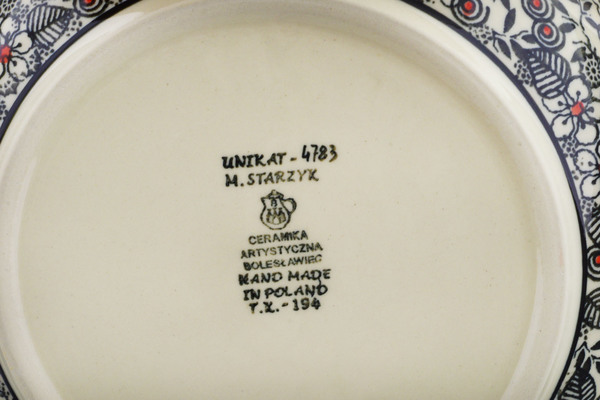 UNIKAT - 4783
M. STARZYK
CERAMIKA
ARTYSTYCZNA
BOLESŁAWIEC
HAND MADE
IN POLAND
T.X. - 194